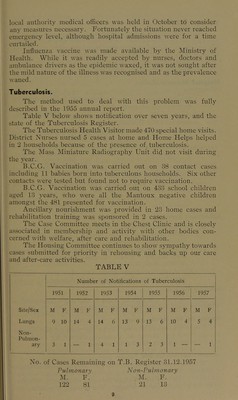 local authority medical officers was held in October to consider
any measures necessary. Fortunately the situation never reached
emergency level, although hospital admissions were for a time
curtailed.
Influenza vaccine was made available by the Ministry of
Health. While it was readily accepted by nurses, doctors and
ambulance drivers as the epidemic waxed, it was not sought after
the mild nature of the illness was recognised and as the prevalence
waned.
Tuberculosis.
The method used to deal with this problem was fully
described in the 1955 annual report.
Table V below shows notification over seven years, and the
state of the Tuberculosis Register.
The Tuberculosis Health Visitor made 430 special home visits.
District Nurses nursed 5 cases at home and Home Helps helped
in 2 households because of the presence of tuberculosis.
The Mass Miniature Radiography Unit did not visit during
the year.
B.C.G. Vaccination was carried out on 38 contact cases
including 11 babies born into tuberculous households. Six other
contacts were tested but found not to require vaccination.
B.C.G. Vaccination was carried out on 435 school children
aged 13 years, who were all the Mantoux negative children
amongst the 481 presented for vaccination.
Ancillary nourishment was provided in 21 home cases and
rehabilitation training was sponsored in 2 cases.
The Case Committee meets in the Chest Clinic and is closely
associated in membership and activity with other bodies con-
cerned with welfare, after care and rehabilitation.
The Housing Committee continues to show sympathy towards
cases submitted for priority in rehousing and backs up our care
and after-care activities.
TABLE V
Number of Notifications of Tuberculosis
1951 1952 1953 1954 1955 1956 1957
Site/Sex M F M F M F M F M F M F M F
Lungs 9 10 14 4 14 6 15 9 15 6 10 4 5 4
Non-
Pulmon-
ary 3 1 — 1 4 1 1 3 2 3 1 — — 1
No. of Cases Remaining on T.B. Register 31.12.1957
Pulmonary Non-Pulmonary
M. F. M. F.
122 81 21 13
8